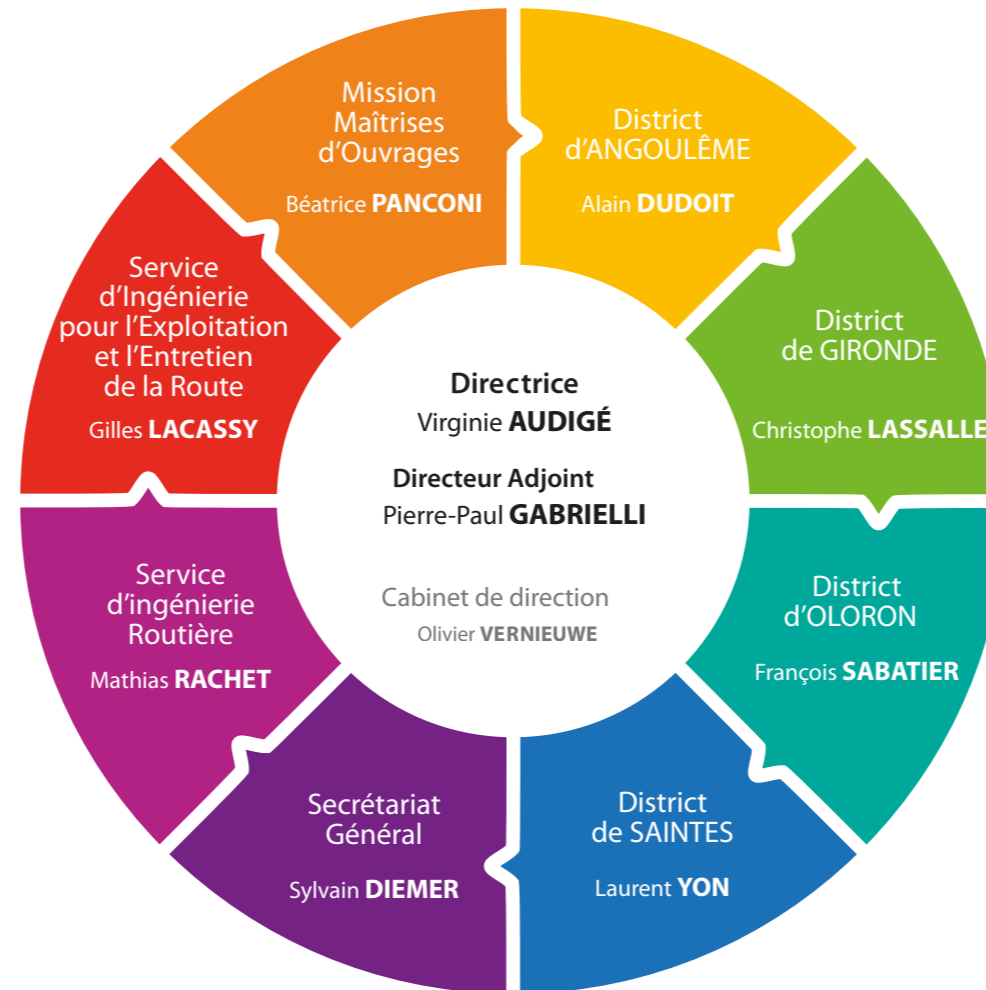 Mission
Maîtrises
d'Ouvrages
Béatrice PANCONI
District
d'ANGOULÊME
Alain DUDOIT
District
de GIRONDE
Christophe LASSALLE
District
d'OLORON
François SABATIER
District
de SAINTES
Laurent YON
Secrétariat
Général
Sylvain DIEMER
Service
d'ingénierie
Routière
Mathias RACHET
Service
d'Ingénierie
pour l'Exploitation
et l'Entretien
de la Route
Gilles LACASSY
Directrice
Virginie AUDIGÉ
Directeur Adjoint
Pierre-Paul GABRIELLI
Cabinet de direction
Olivier VERNIEUWE